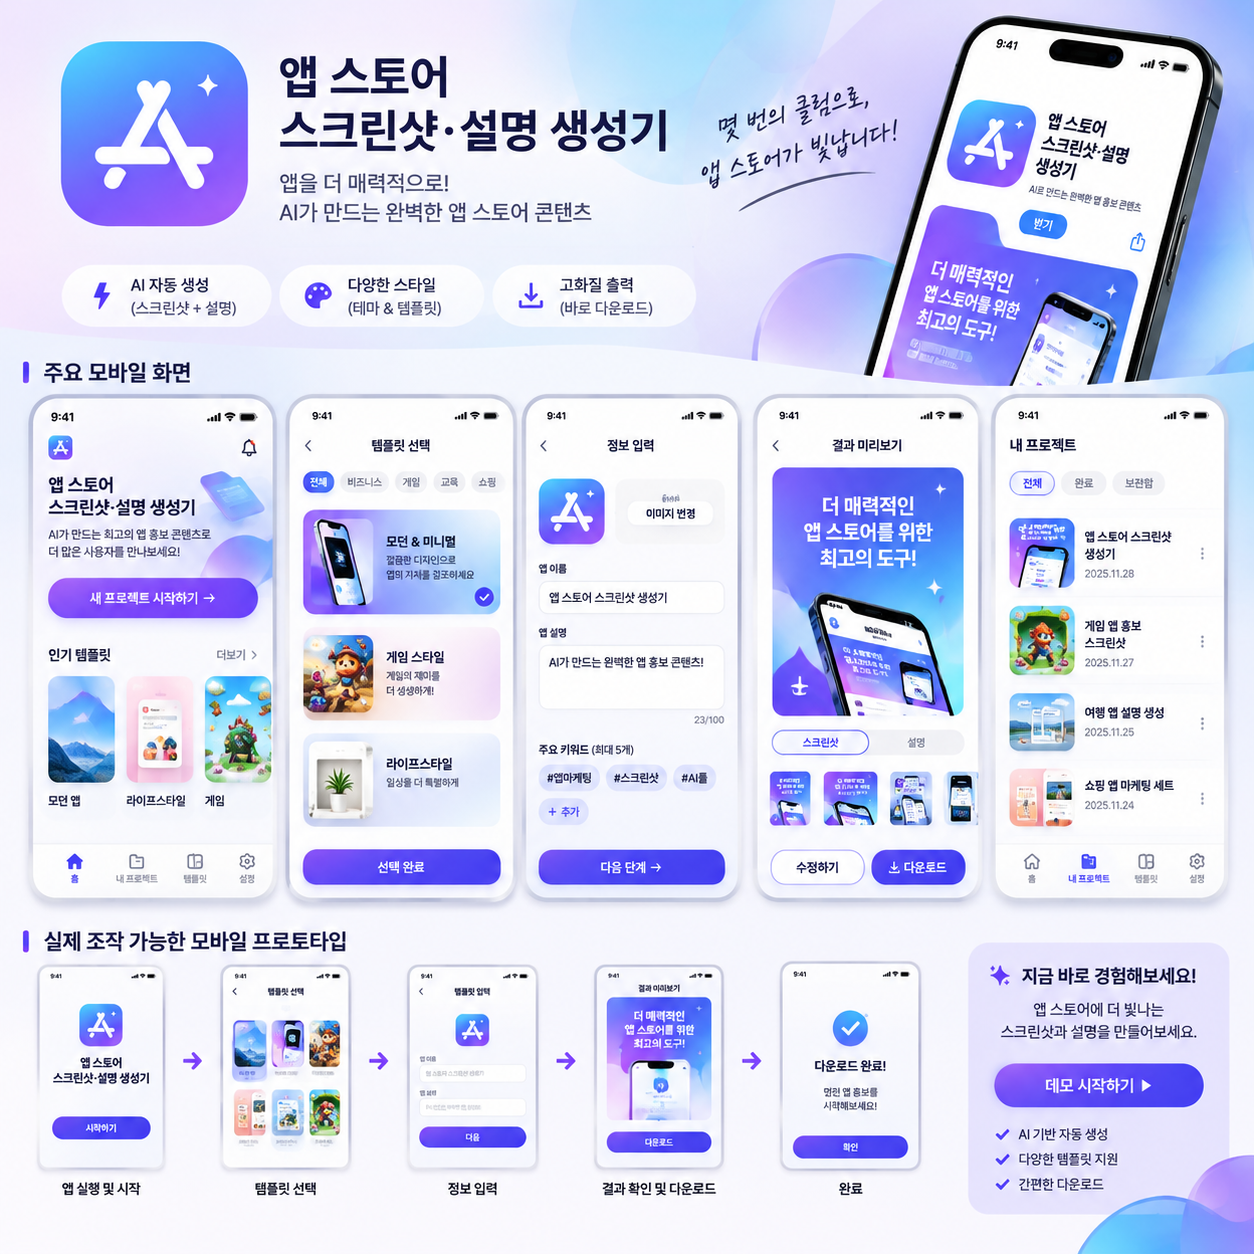 앱 스토어
스크린샷·설명 생성기
앱을 더 매력적으로!
AI가 만드는 완벽한 앱 스토어 콘텐츠
AI 자동 생성
(스크린샷 + 설명)
다양한 스타일
(테마 & 템플릿)
고화질 출력
(바로 다운로드)
몇 번의 클럼으로,
앱 스토어가 빛납니다!
9:41
앱 스토어
스크린샷·설명
생성기
AI로 만드는 완벽한 앱 홍보 콘텐츠
번기
더 매력적인
앱 스토어를 위한
최고의 도구!
주요 모바일 화면
9:41
앱 스토어
스크린샷·설명 생성기
AI가 만드는 최고의 앱 홍보 콘텐츠로
더 많은 사용자를 만나보세요!
새 프로젝트 시작하기 →
인기 템플릿
더보기 >
모던 앱
라이프스타일
게임
홈
내 프로젝트
템플릿
설정
9:41
템플릿 선택
전체
비즈니스
게임
교육
쇼핑
모던 & 미니멀
깔끔한 디자인으로
게임 스타일
게임의 재미를
더 생생하게!
라이프스타일
일상을 더 특별하게
선택 완료
9:41
정보 입력
이미지 변경
앱 이름
앱 스토어 스크린샷 생성기
앱 설명
AI가 만드는 완벽한 앱 홍보 콘텐츠!
23/100
주요 키워드 (최대 5개)
#앱마케팅
#스크린샷
#AI툴
+ 추가
다음 단계 →
9:41
결과 미리보기
더 매력적인
앱 스토어를 위한
최고의 도구!
스크린샷
설명
수정하기
다운로드
9:41
내 프로젝트
전체
완료
보관함
앱 스토어 스크린샷
생성기
2025.11.28
게임 앱 홍보
스크린샷
2025.11.27
여행 앱 설명 생성
2025.11.25
쇼핑 앱 마케팅 세트
2025.11.24
홈
내 프로젝트
템플릿
설정
실제 조작 가능한 모바일 프로토타입
9:41
앱 스토어
스크린샷·설명 생성기
시작하기
앱 실행 및 시작
9:41
템플릿 선택
템플릿 선택
9:41
템플릿 입력
앱 이름
앱 설명
다음
정보 입력
9:41
결과 미리보기
더 매력적인
앱 스토어를 위한
최고의 도구!
다운로드
결과 확인 및 다운로드
9:41
다운로드 완료!
멋진 앱 홍보를
시작해보세요!
확인
완료
지금 바로 경험해보세요!
앱 스토어에 더 빛나는
스크린샷과 설명을 만들어보세요.
데모 시작하기 ▶
AI 기반 자동 생성
다양한 템플릿 지원
간편한 다운로드